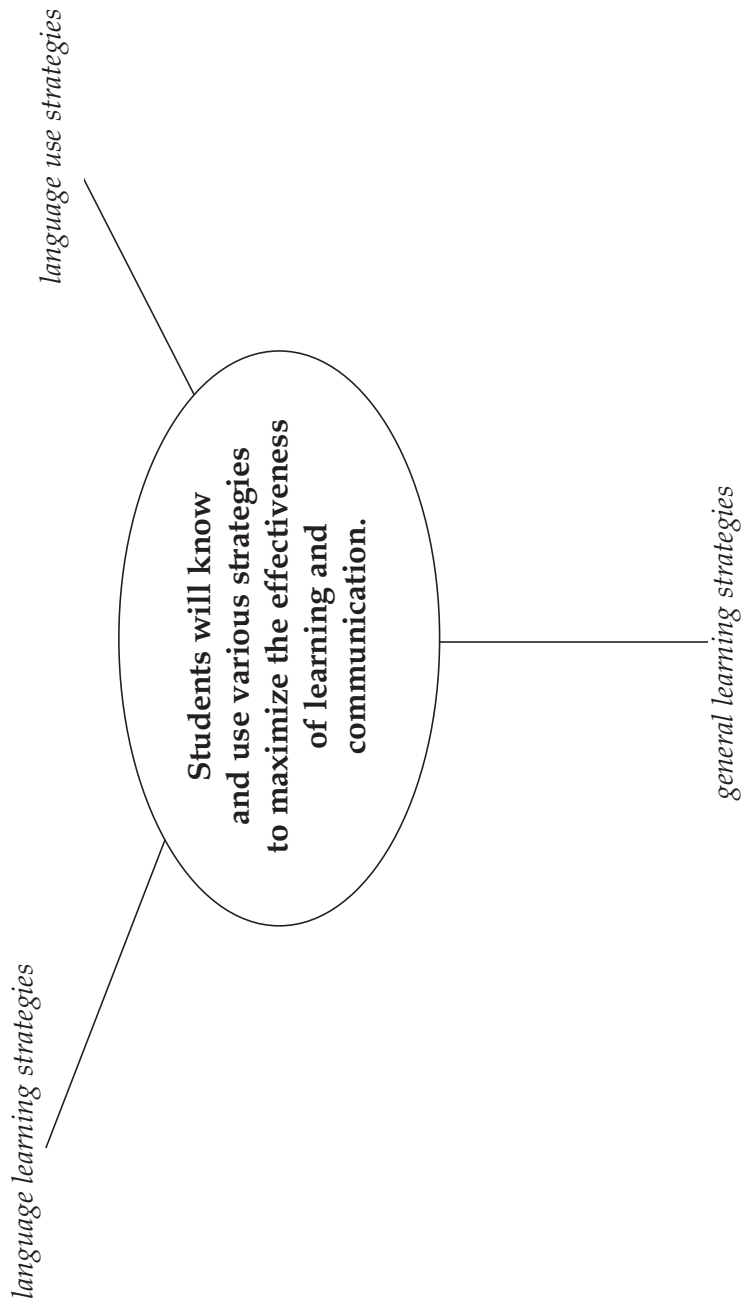 language learning strategies
language use strategies
Students will know
and use various strategies
to maximize the effectiveness
of learning and
communication.
general learning strategies